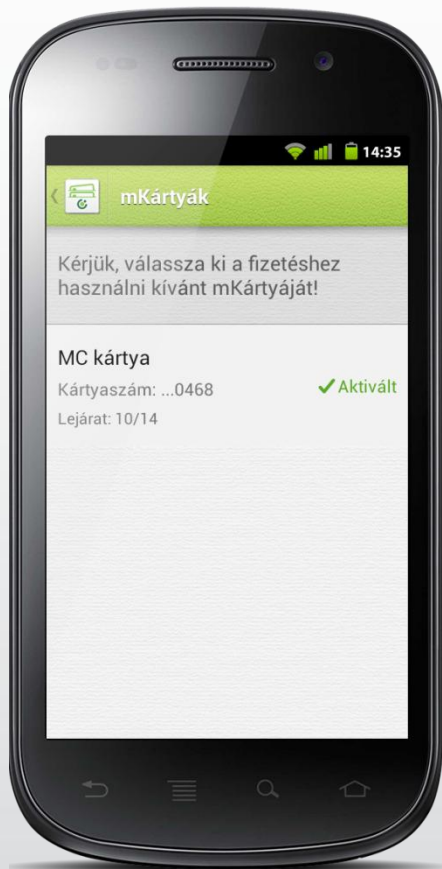 14:35
mKártyák
Kérjük, válassza ki a fizetéshez
használni kívánt mKártyáját!
MC kártya
Kártyaszám: ...0468
Aktivált
Lejárat: 10/14